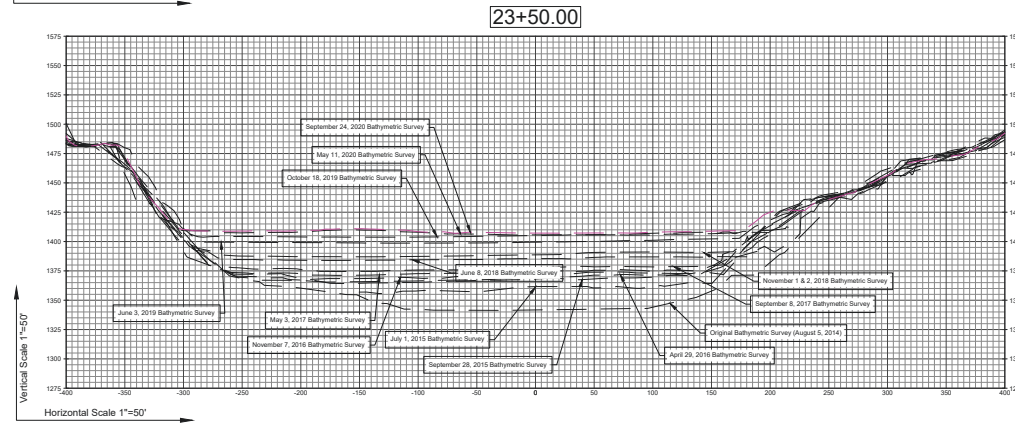 23+50.00
1575
1550
1525
1500
1475
1450
1425
1400
1375
1350
1325
1300
1275
-400 -350 -300 -250 -200 -150 -100 -50 0 50 100 150 200 250 300 350 400
September 24, 2020 Bathymetric Survey
May 11, 2020 Bathymetric Survey
October 18, 2019 Bathymetric Survey
June 8, 2018 Bathymetric Survey
November 1 & 2, 2018 Bathymetric Survey
September 8, 2017 Bathymetric Survey
June 3, 2019 Bathymetric Survey
May 3, 2017 Bathymetric Survey
Original Bathymetric Survey (August 5, 2014)
July 1, 2015 Bathymetric Survey
November 7, 2016 Bathymetric Survey
April 29, 2016 Bathymetric Survey
September 28, 2015 Bathymetric Survey
Vertical Scale 1"=50'
Horizontal Scale 1"=50'